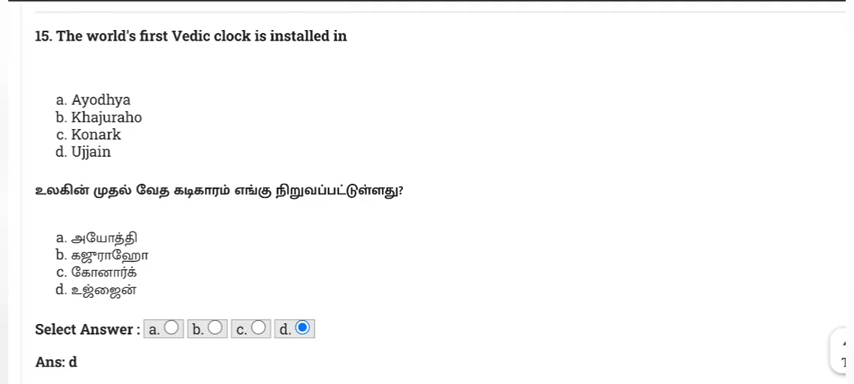 15. The world's first Vedic clock is installed in
a. Ayodhya
b. Khajuraho
c. Konark
d. Ujjain
உலகின் முதல் வேத கடிகாரம் எங்கு நிறுவப்பட்டுள்ளது?
a. அயோத்தி
b. கஜுராஹோ
c. கோனார்க்
d. உஜ்ஜைன்
Select Answer : a. b. c. d.
Ans: d